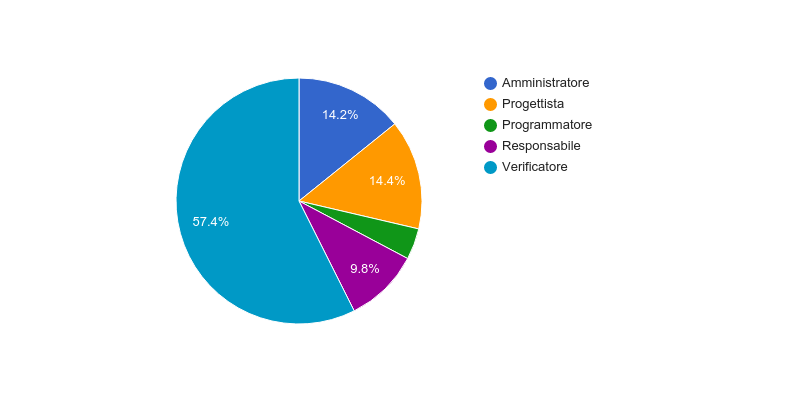 14.2%
14.4%
57.4%
9.8%
Amministratore
Progettista
Programmatore
Responsabile
Verificatore